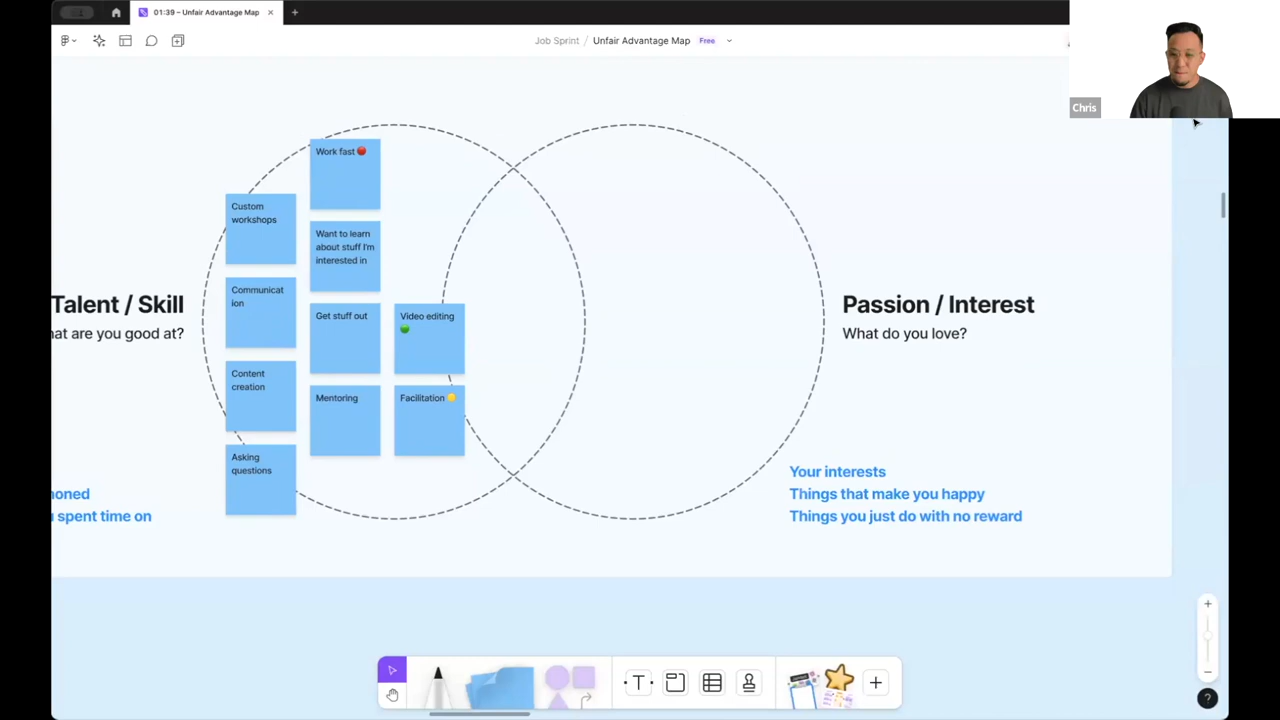 01:39 – Unfair Advantage Map
Job Sprint / Unfair Advantage Map Free
Chris
Work fast
Custom
workshops
Want to learn
about stuff I'm
interested in
Communicat
ion
Get stuff out
Video editing
Content
creation
Mentoring
Facilitation
Asking
questions
Talent / Skill
at are you good at?
honed
spent time on
Passion / Interest
What do you love?
Your interests
Things that make you happy
Things you just do with no reward
T
?